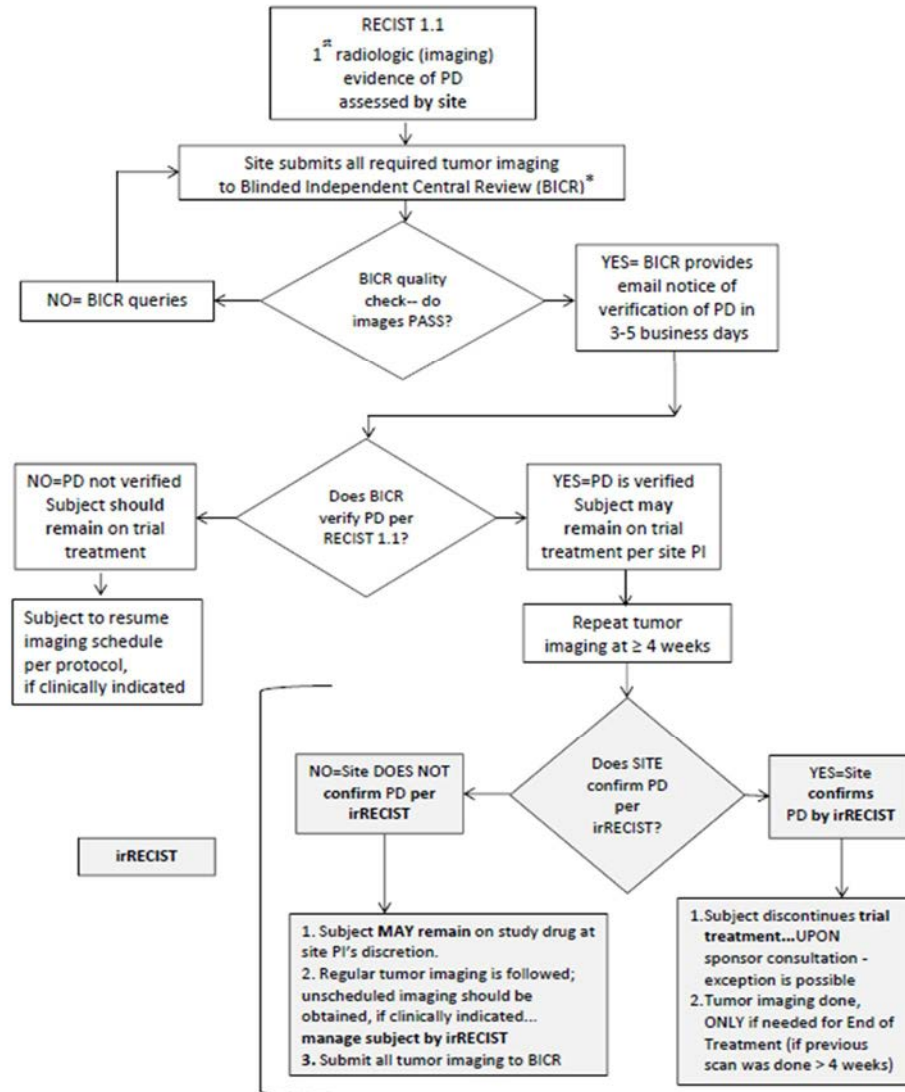 RECIST 1.1
1st radiologic (imaging)
evidence of PD
assessed by site
Site submits all required tumor imaging
to Blinded Independent Central Review (BICR)*
BICR quality
check-- do
images PASS?
NO= BICR queries
YES= BICR provides
email notice of
verification of PD in
3-5 business days
Does BICR
verify PD per
RECIST 1.1?
NO=PD not verified
Subject should
remain on trial
treatment
YES=PD is verified
Subject may
remain on trial
treatment per site PI
Subject to resume
imaging schedule
per protocol,
if clinically indicated
Repeat tumor
imaging at ≥ 4 weeks
Does SITE
confirm PD
per
irRECIST?
NO=Site DOES NOT
confirm PD per
irRECIST
YES=Site
confirms
PD by irRECIST
irRECIST
1. Subject MAY remain on study drug at
site PI's discretion.
2. Regular tumor imaging is followed;
unscheduled imaging should be
obtained, if clinically indicated...
manage subject by irRECIST
3. Submit all tumor imaging to BICR
1.Subject discontinues trial
treatment...UPON
sponsor consultation -
exception is possible
2.Tumor imaging done,
ONLY if needed for End of
Treatment (if previous
scan was done > 4 weeks)